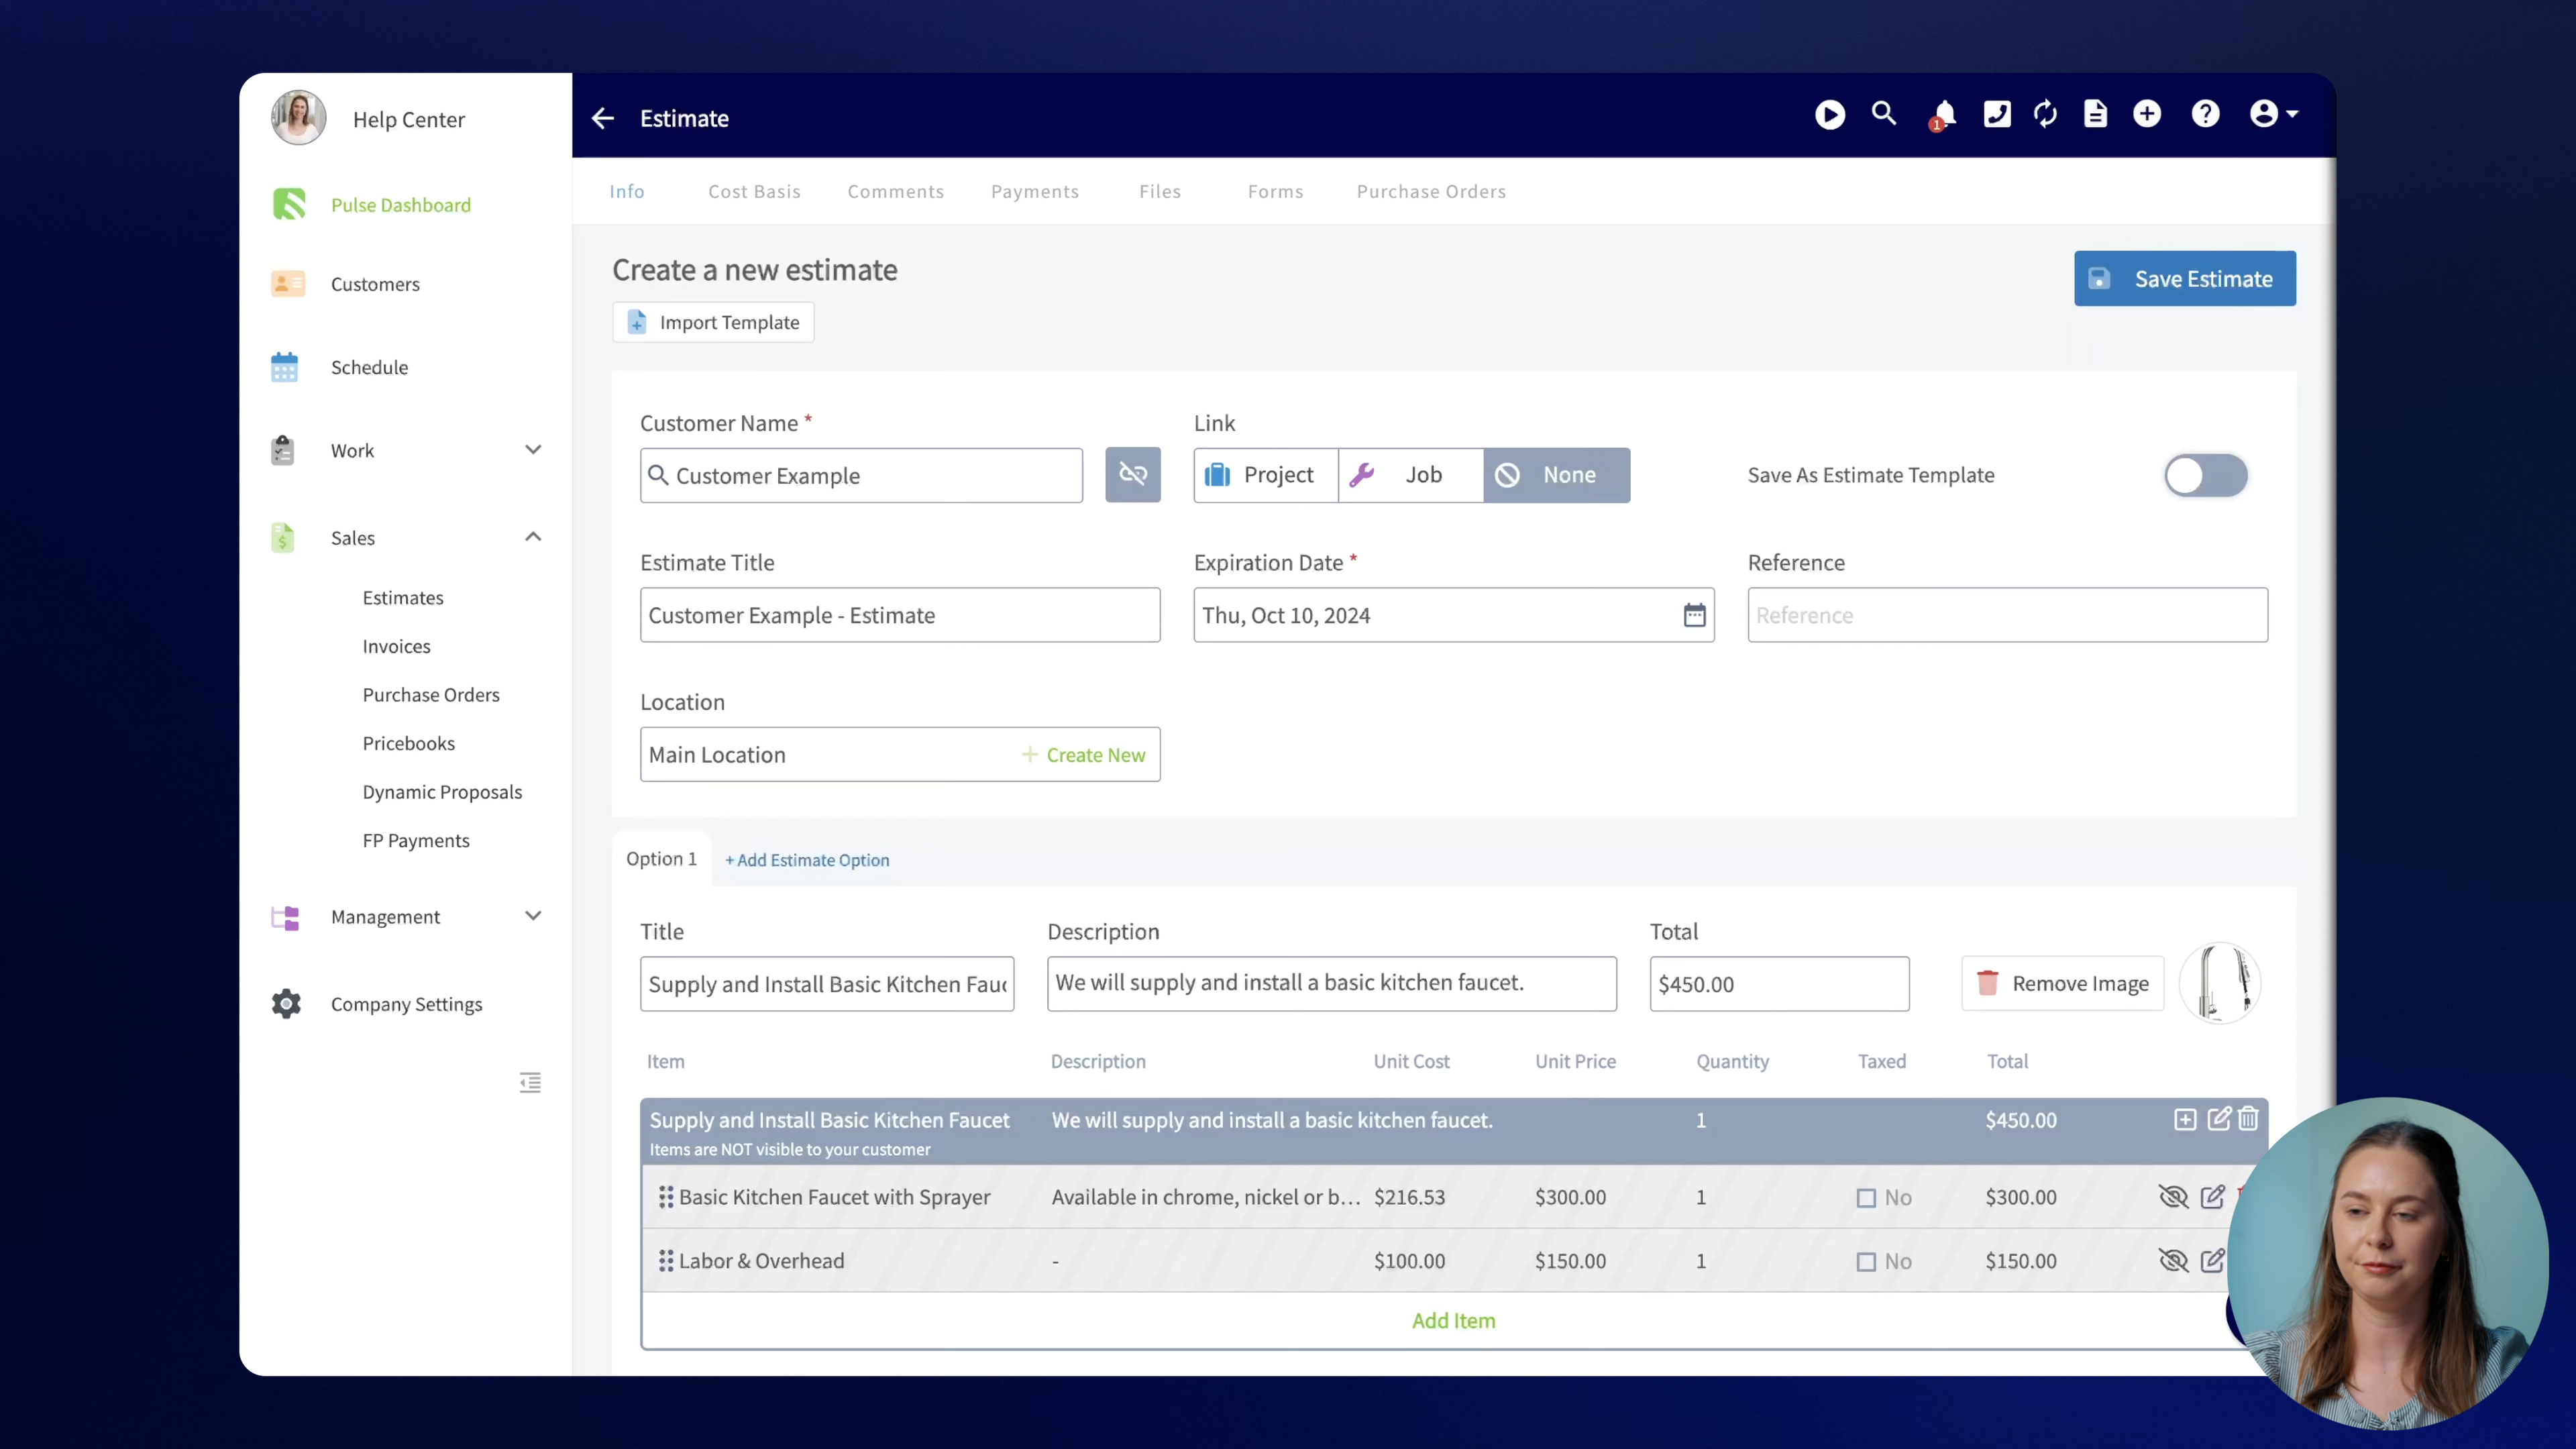 Help Center
Pulse Dashboard
Customers
Schedule
Work
Sales
Estimates
Invoices
Purchase Orders
Pricebooks
Dynamic Proposals
FP Payments
Management
Company Settings
Estimate
1
Info Cost Basis Comments Payments Files Forms Purchase Orders
Create a new estimate
Save Estimate
Import Template
Customer Name * Link
Customer Example Project Job None Save As Estimate Template
Estimate Title Expiration Date * Reference
Customer Example - Estimate Thu, Oct 10, 2024 Reference
Location
Main Location + Create New
Option 1 + Add Estimate Option
Title Description Total
Supply and Install Basic Kitchen Fauc We will supply and install a basic kitchen faucet. $450.00 Remove Image
Item Description Unit Cost Unit Price Quantity Taxed Total
Supply and Install Basic Kitchen Faucet We will supply and install a basic kitchen faucet. 1 $450.00
Items are NOT visible to your customer
Basic Kitchen Faucet with Sprayer Available in chrome, nickel or b... $216.53 $300.00 1 No $300.00
Labor & Overhead - $100.00 $150.00 1 No $150.00
Add Item